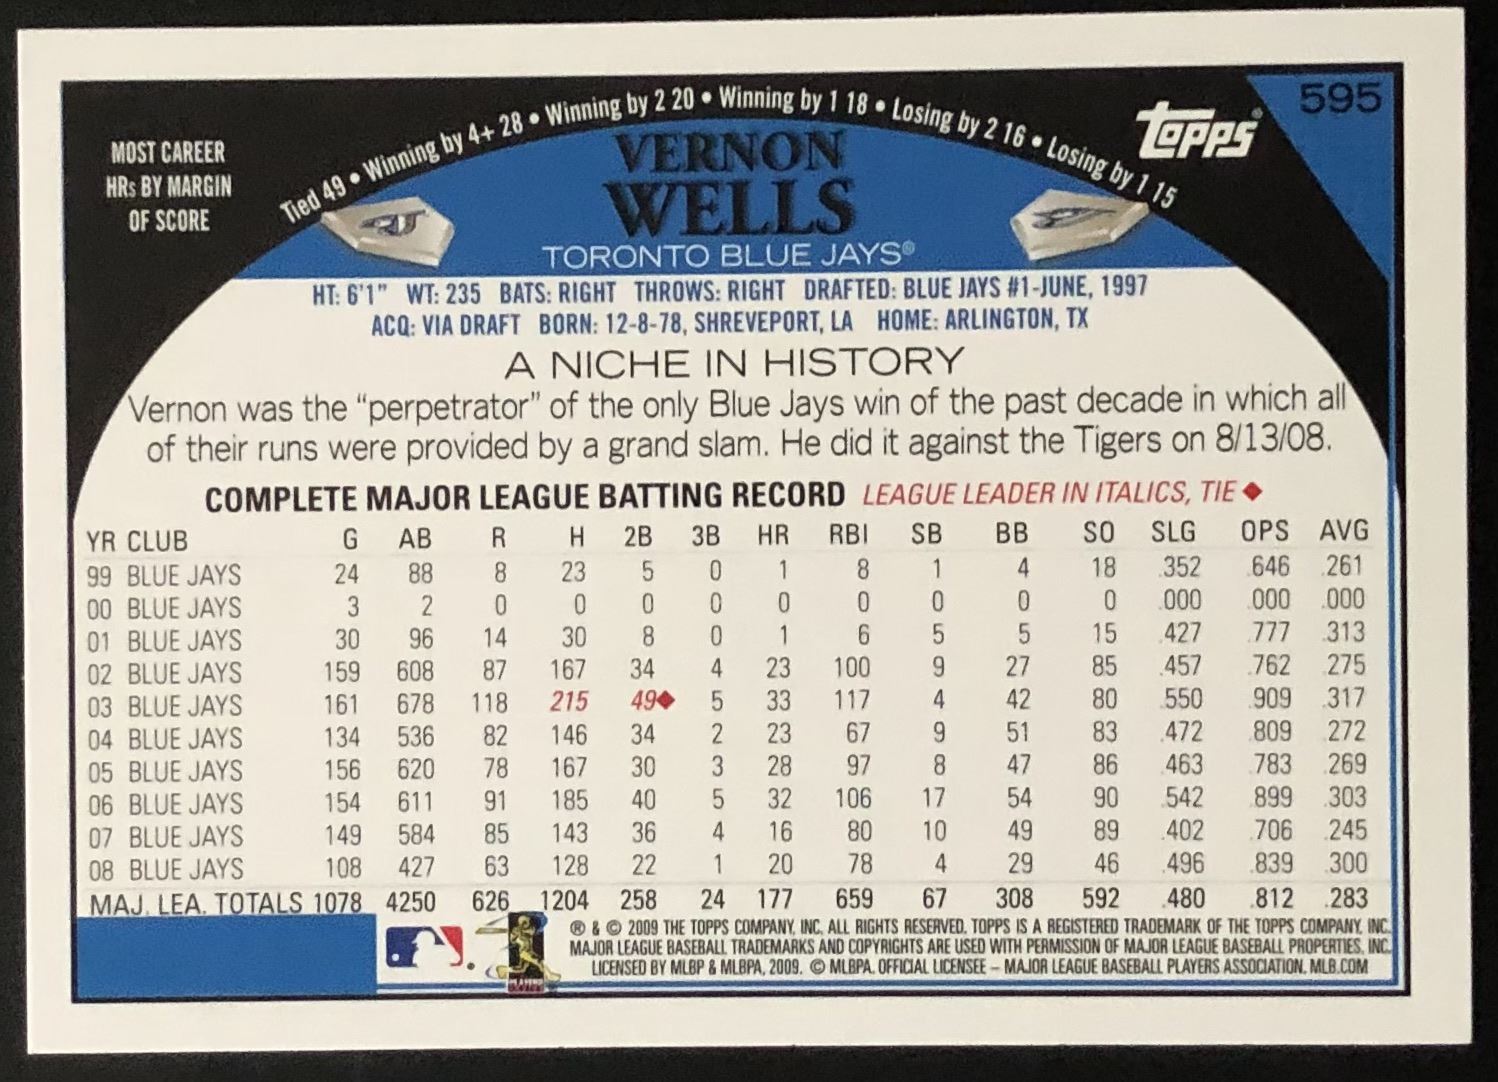 595
topps®
MOST CAREER
HRs BY MARGIN
OF SCORE
Tied 49 • Winning by 4+ 28 • Winning by 2 20 • Winning by 1 18 • Losing by 2 16 • Losing by 1 15
VERNON
WELLS
TORONTO BLUE JAYS®
HT: 6'1" WT: 235 BATS: RIGHT THROWS: RIGHT DRAFTED: BLUE JAYS #1-JUNE, 1997
ACQ: VIA DRAFT BORN: 12-8-78, SHREVEPORT, LA HOME: ARLINGTON, TX
A NICHE IN HISTORY
Vernon was the “perpetrator” of the only Blue Jays win of the past decade in which all
of their runs were provided by a grand slam. He did it against the Tigers on 8/13/08.
COMPLETE MAJOR LEAGUE BATTING RECORD LEAGUE LEADER IN ITALICS, TIE ◆
YR CLUB G AB R H 2B 3B HR RBI SB BB SO SLG OPS AVG
99 BLUE JAYS 24 88 8 23 5 0 1 8 1 4 18 .352 .646 .261
00 BLUE JAYS 3 2 0 0 0 0 0 0 0 0 0 .000 .000 .000
01 BLUE JAYS 30 96 14 30 8 0 1 6 5 5 15 .427 .777 .313
02 BLUE JAYS 159 608 87 167 34 4 23 100 9 27 85 .457 .762 .275
03 BLUE JAYS 161 678 118 215 49◆ 5 33 117 4 42 80 .550 .909 .317
04 BLUE JAYS 134 536 82 146 34 2 23 67 9 51 83 .472 .809 .272
05 BLUE JAYS 156 620 78 167 30 3 28 97 8 47 86 .463 .783 .269
06 BLUE JAYS 154 611 91 185 40 5 32 106 17 54 90 .542 .899 .303
07 BLUE JAYS 149 584 85 143 36 4 16 80 10 49 89 .402 .706 .245
08 BLUE JAYS 108 427 63 128 22 1 20 78 4 29 46 .496 .839 .300
MAJ. LEA. TOTALS 1078 4250 626 1204 258 24 177 659 67 308 592 .480 .812 .283
® & © 2009 THE TOPPS COMPANY, INC. ALL RIGHTS RESERVED. TOPPS IS A REGISTERED TRADEMARK OF THE TOPPS COMPANY, INC.
MAJOR LEAGUE BASEBALL TRADEMARKS AND COPYRIGHTS ARE USED WITH PERMISSION OF MAJOR LEAGUE BASEBALL PROPERTIES, INC.
LICENSED BY MLBP & MLBPA, 2009. © MLBPA. OFFICIAL LICENSEE – MAJOR LEAGUE BASEBALL PLAYERS ASSOCIATION. MLB.COM